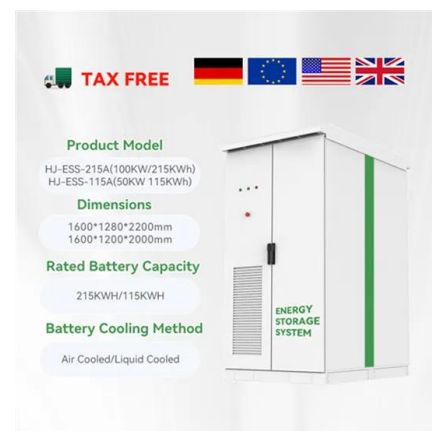 TAX FREE
Product Model
HJ-ESS-215A(100KW/215KWh)
HJ-ESS-115A(50KW 115KWh)
Dimensions
1600*1280*2200mm
1600*1200*2000mm
Rated Battery Capacity
215KWH/115KWH
Battery Cooling Method
Air Cooled/Liquid Cooled
ENERGY
STORAGE
SYSTEM